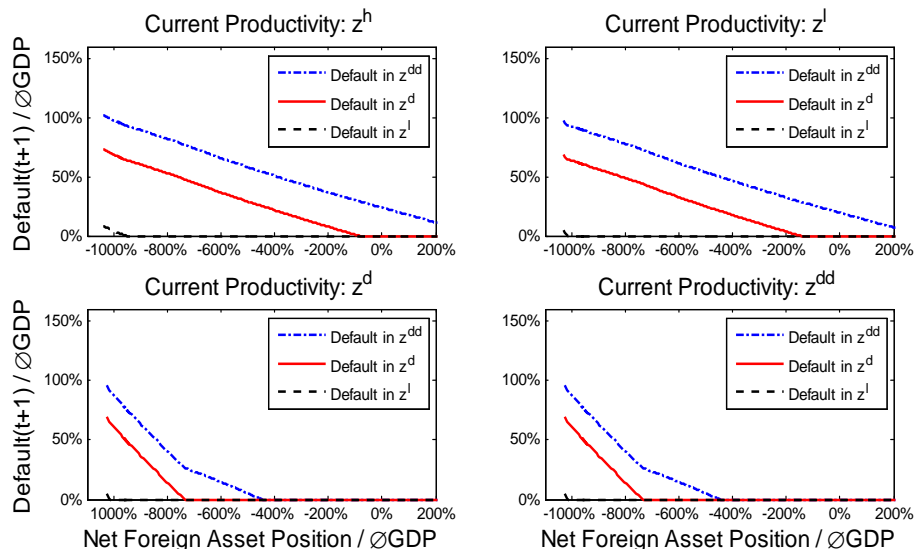 Current Productivity: z^h
Current Productivity: z^l
Default(t+1) / ∅GDP
150%
100%
50%
0%
Default in z^dd
Default in z^d
Default in z^l
-1000% -800% -600% -400% -200% 0% 200%
150%
100%
50%
0%
Default in z^dd
Default in z^d
Default in z^l
-1000% -800% -600% -400% -200% 0% 200%
Current Productivity: z^d
Current Productivity: z^dd
Default(t+1) / ∅GDP
150%
100%
50%
0%
Default in z^dd
Default in z^d
Default in z^l
-1000% -800% -600% -400% -200% 0% 200%
Net Foreign Asset Position / ∅GDP
150%
100%
50%
0%
Default in z^dd
Default in z^d
Default in z^l
-1000% -800% -600% -400% -200% 0% 200%
Net Foreign Asset Position / ∅GDP